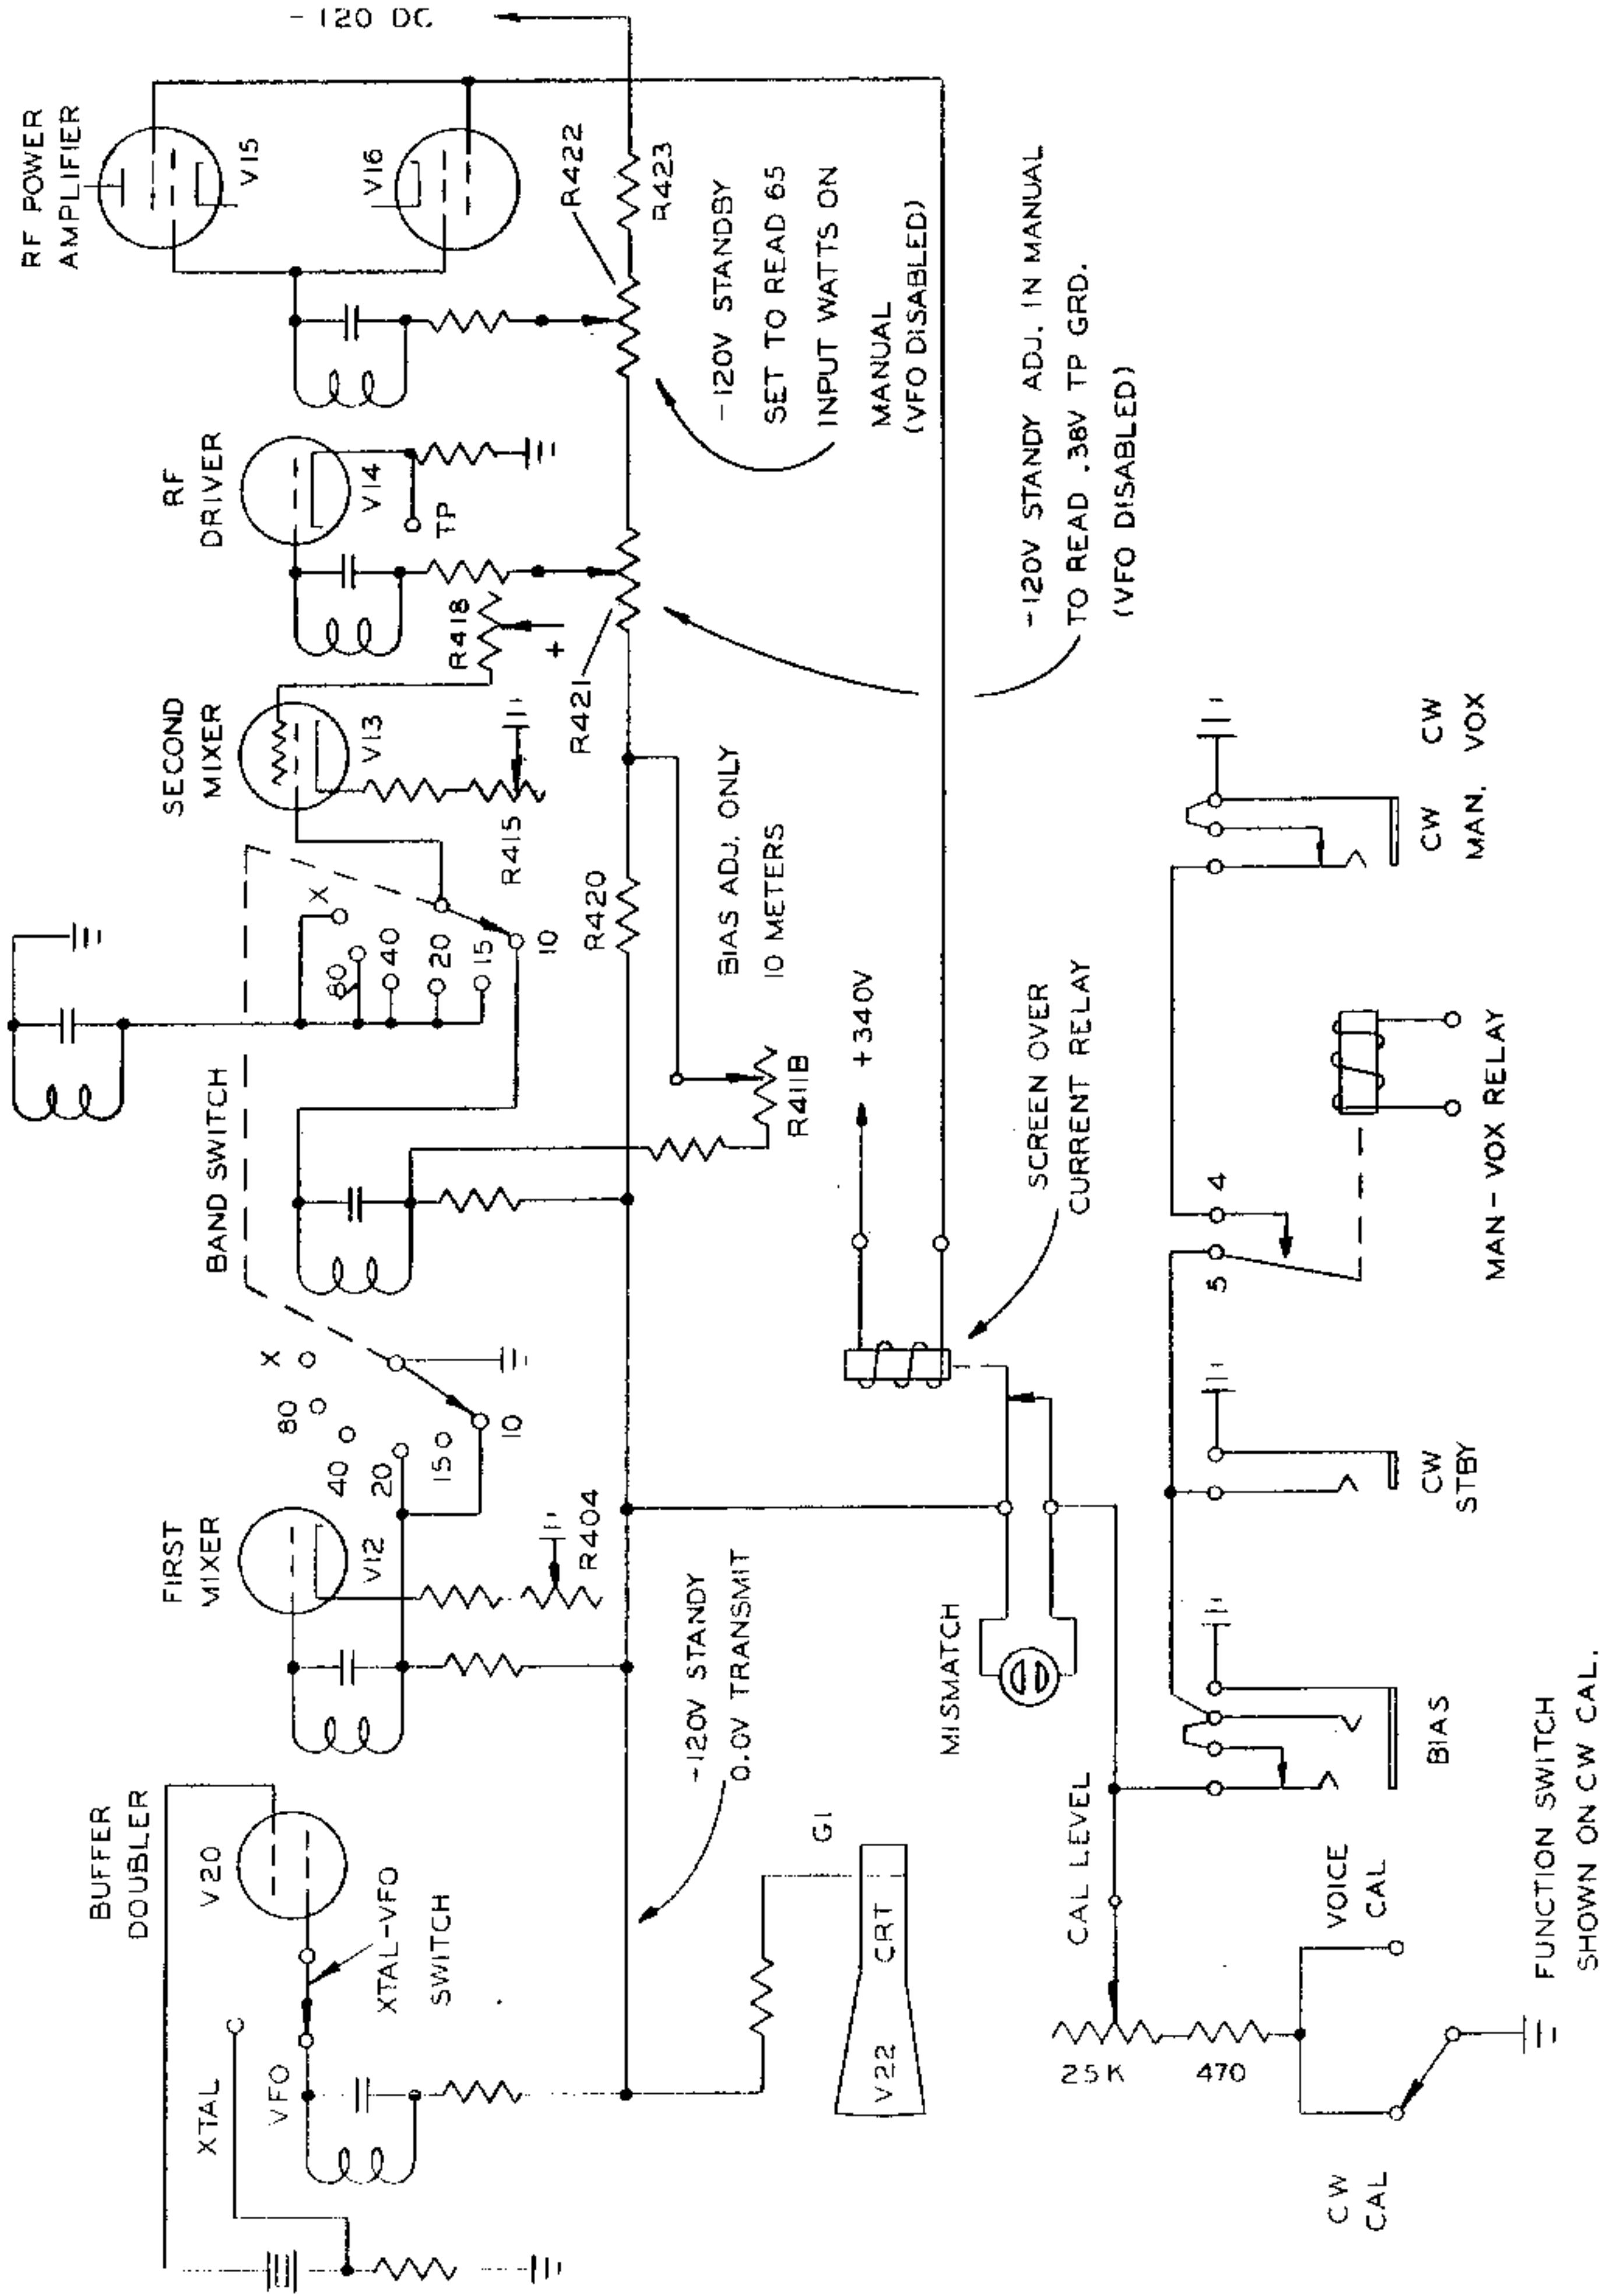 BUFFER
DOUBLER
V20
XTAL
VFO
XTAL-VFO
SWITCH
FIRST
MIXER
V12
R404
X
80
40
20
15
10
BAND SWITCH
X
80
40
20
15
10
SECOND
MIXER
V13
R415
R418
+
RF
DRIVER
V14
TP
RF POWER
AMPLIFIER
V15
V16
- 120 DC
R420
R421
R422
R423
R411B
BIAS ADJ. ONLY
10 METERS
-120V STANDBY
SET TO READ 65
INPUT WATTS ON
MANUAL
(VFO DISABLED)
-120V STANDY ADJ. IN MANUAL
TO READ .38V TP GRD.
(VFO DISABLED)
-120V STANDY
0.0V TRANSMIT
G1
V22 CRT
MISMATCH
+340V
SCREEN OVER
CURRENT RELAY
CAL LEVEL
25K
470
VOICE
CAL
CW
CAL
FUNCTION SWITCH
SHOWN ON CW CAL.
BIAS
CW
STBY
5
4
MAN-VOX RELAY
CW CW CW
MAN. VOX